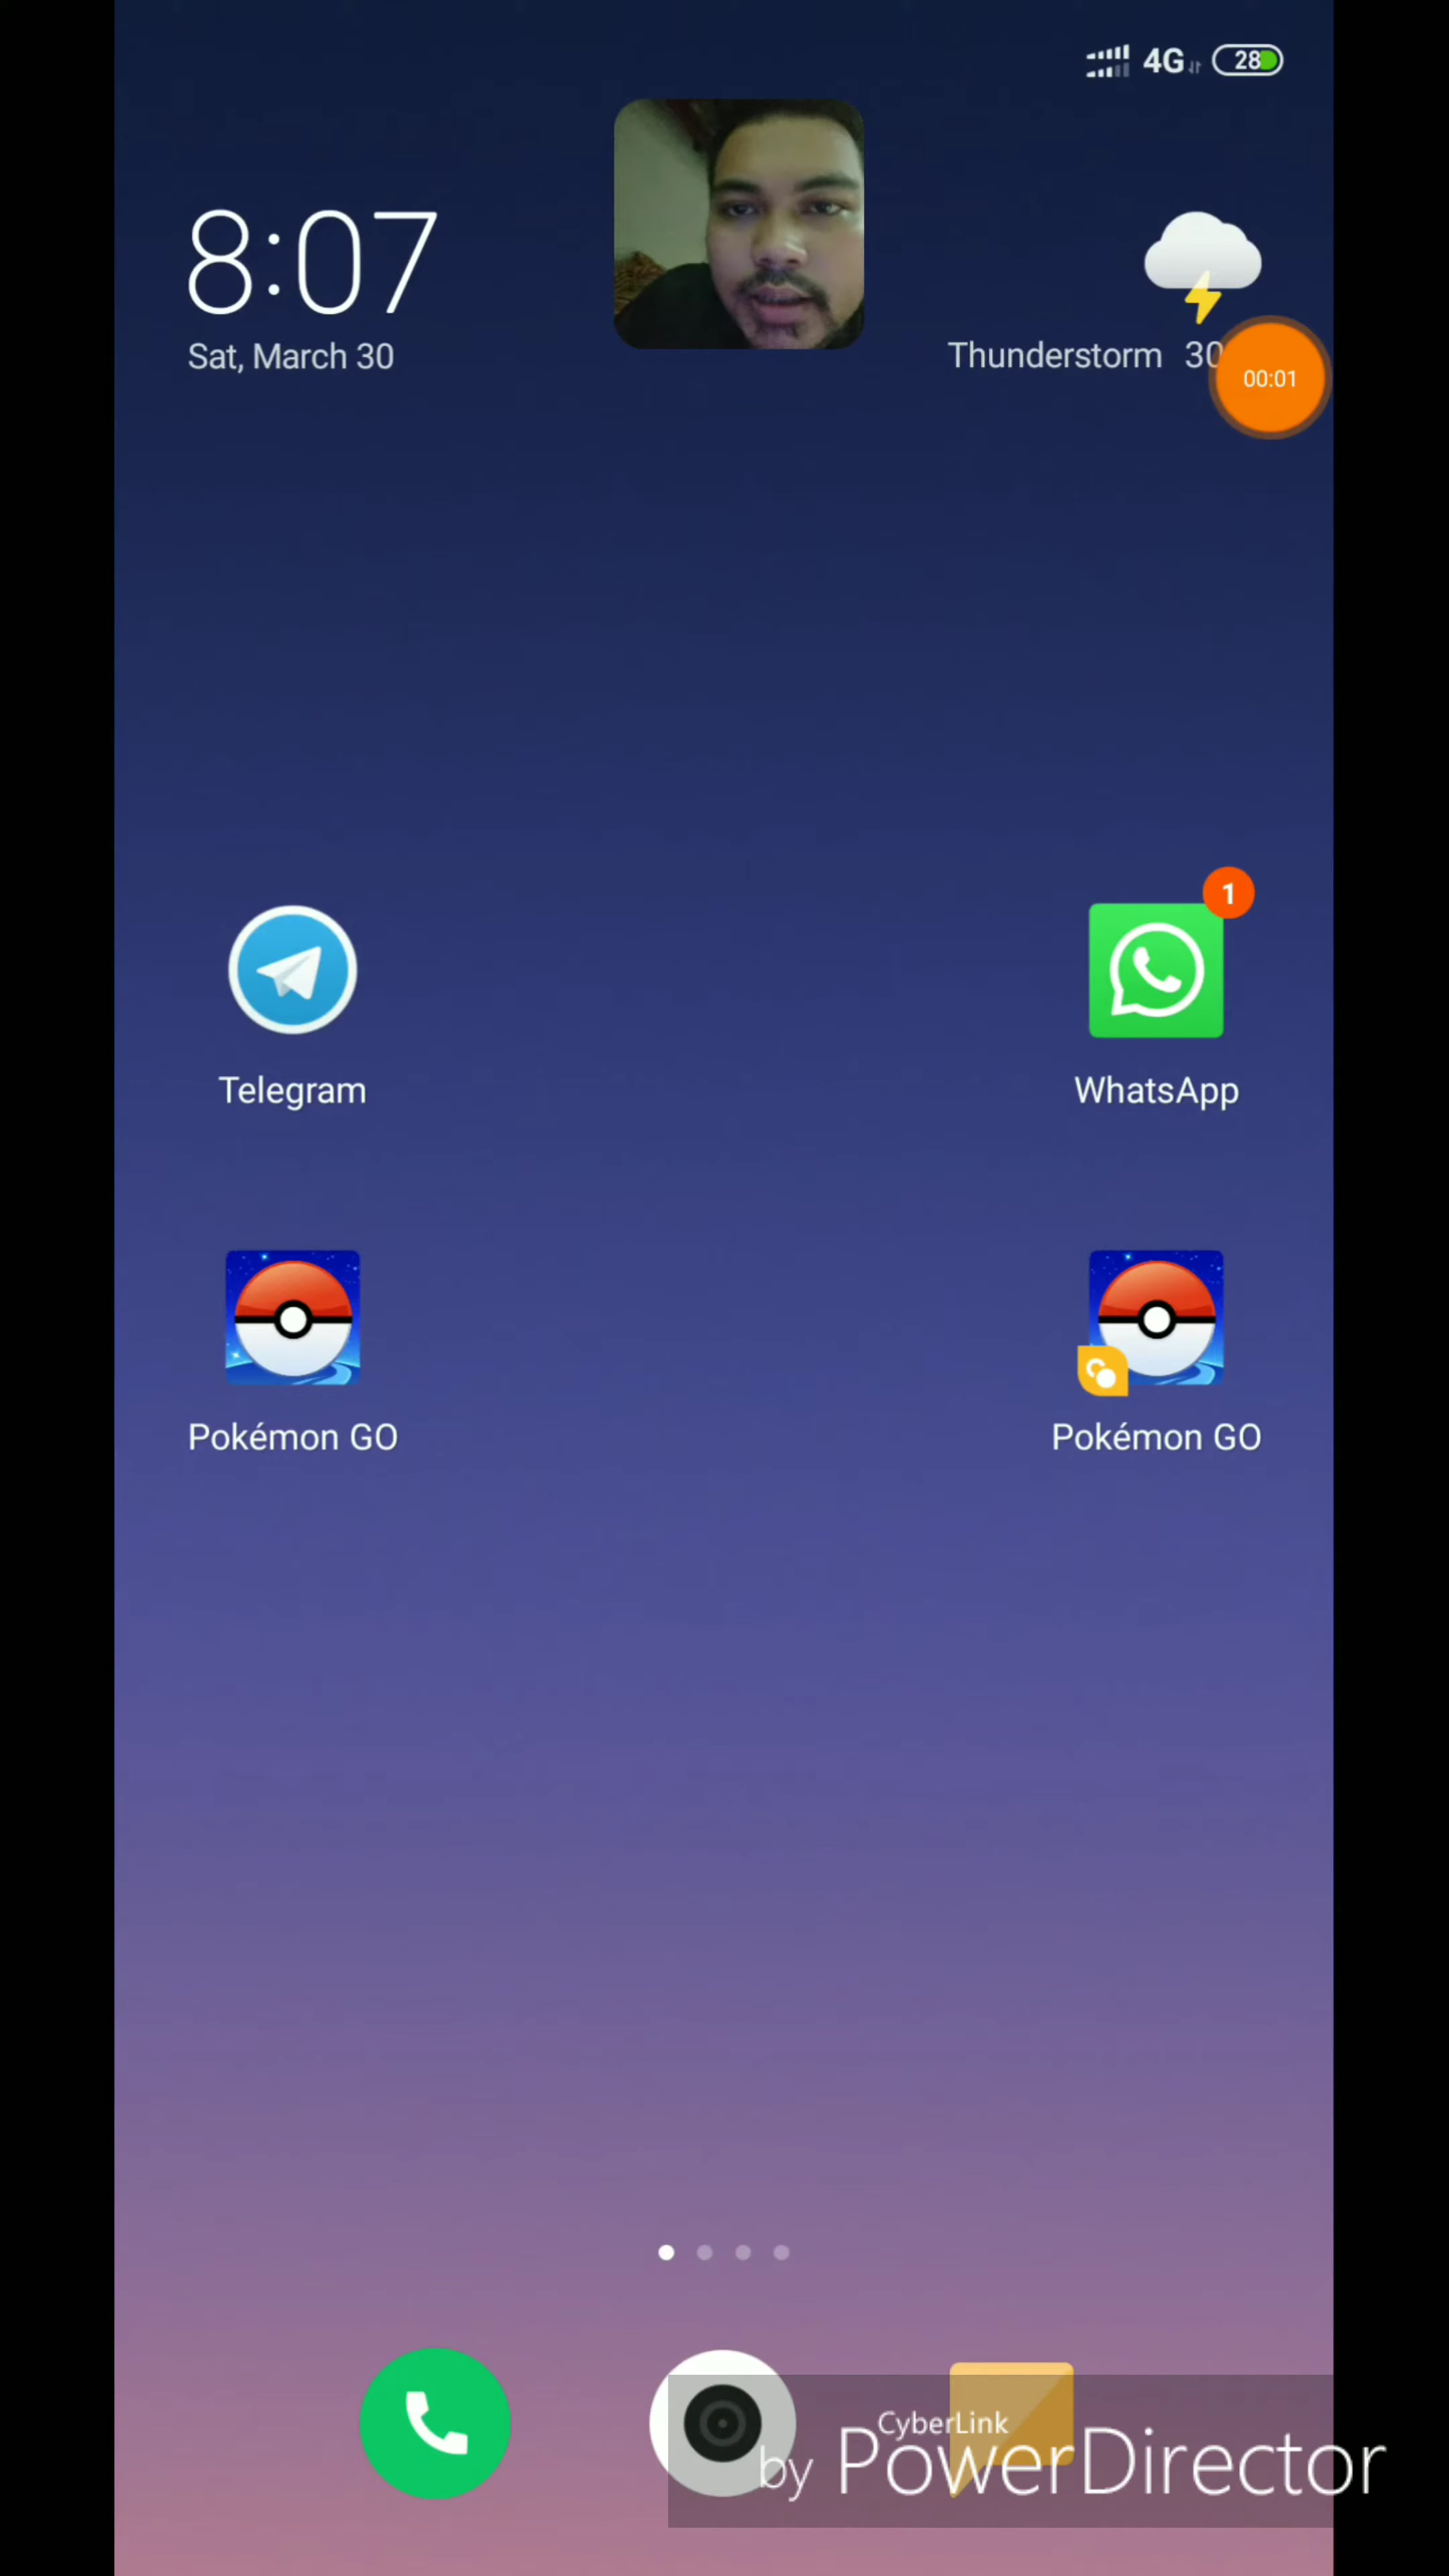 4G 28
8:07
Sat, March 30
Thunderstorm 30
00:01
1
Telegram
WhatsApp
Pokémon GO
Pokémon GO
CyberLink
by PowerDirector